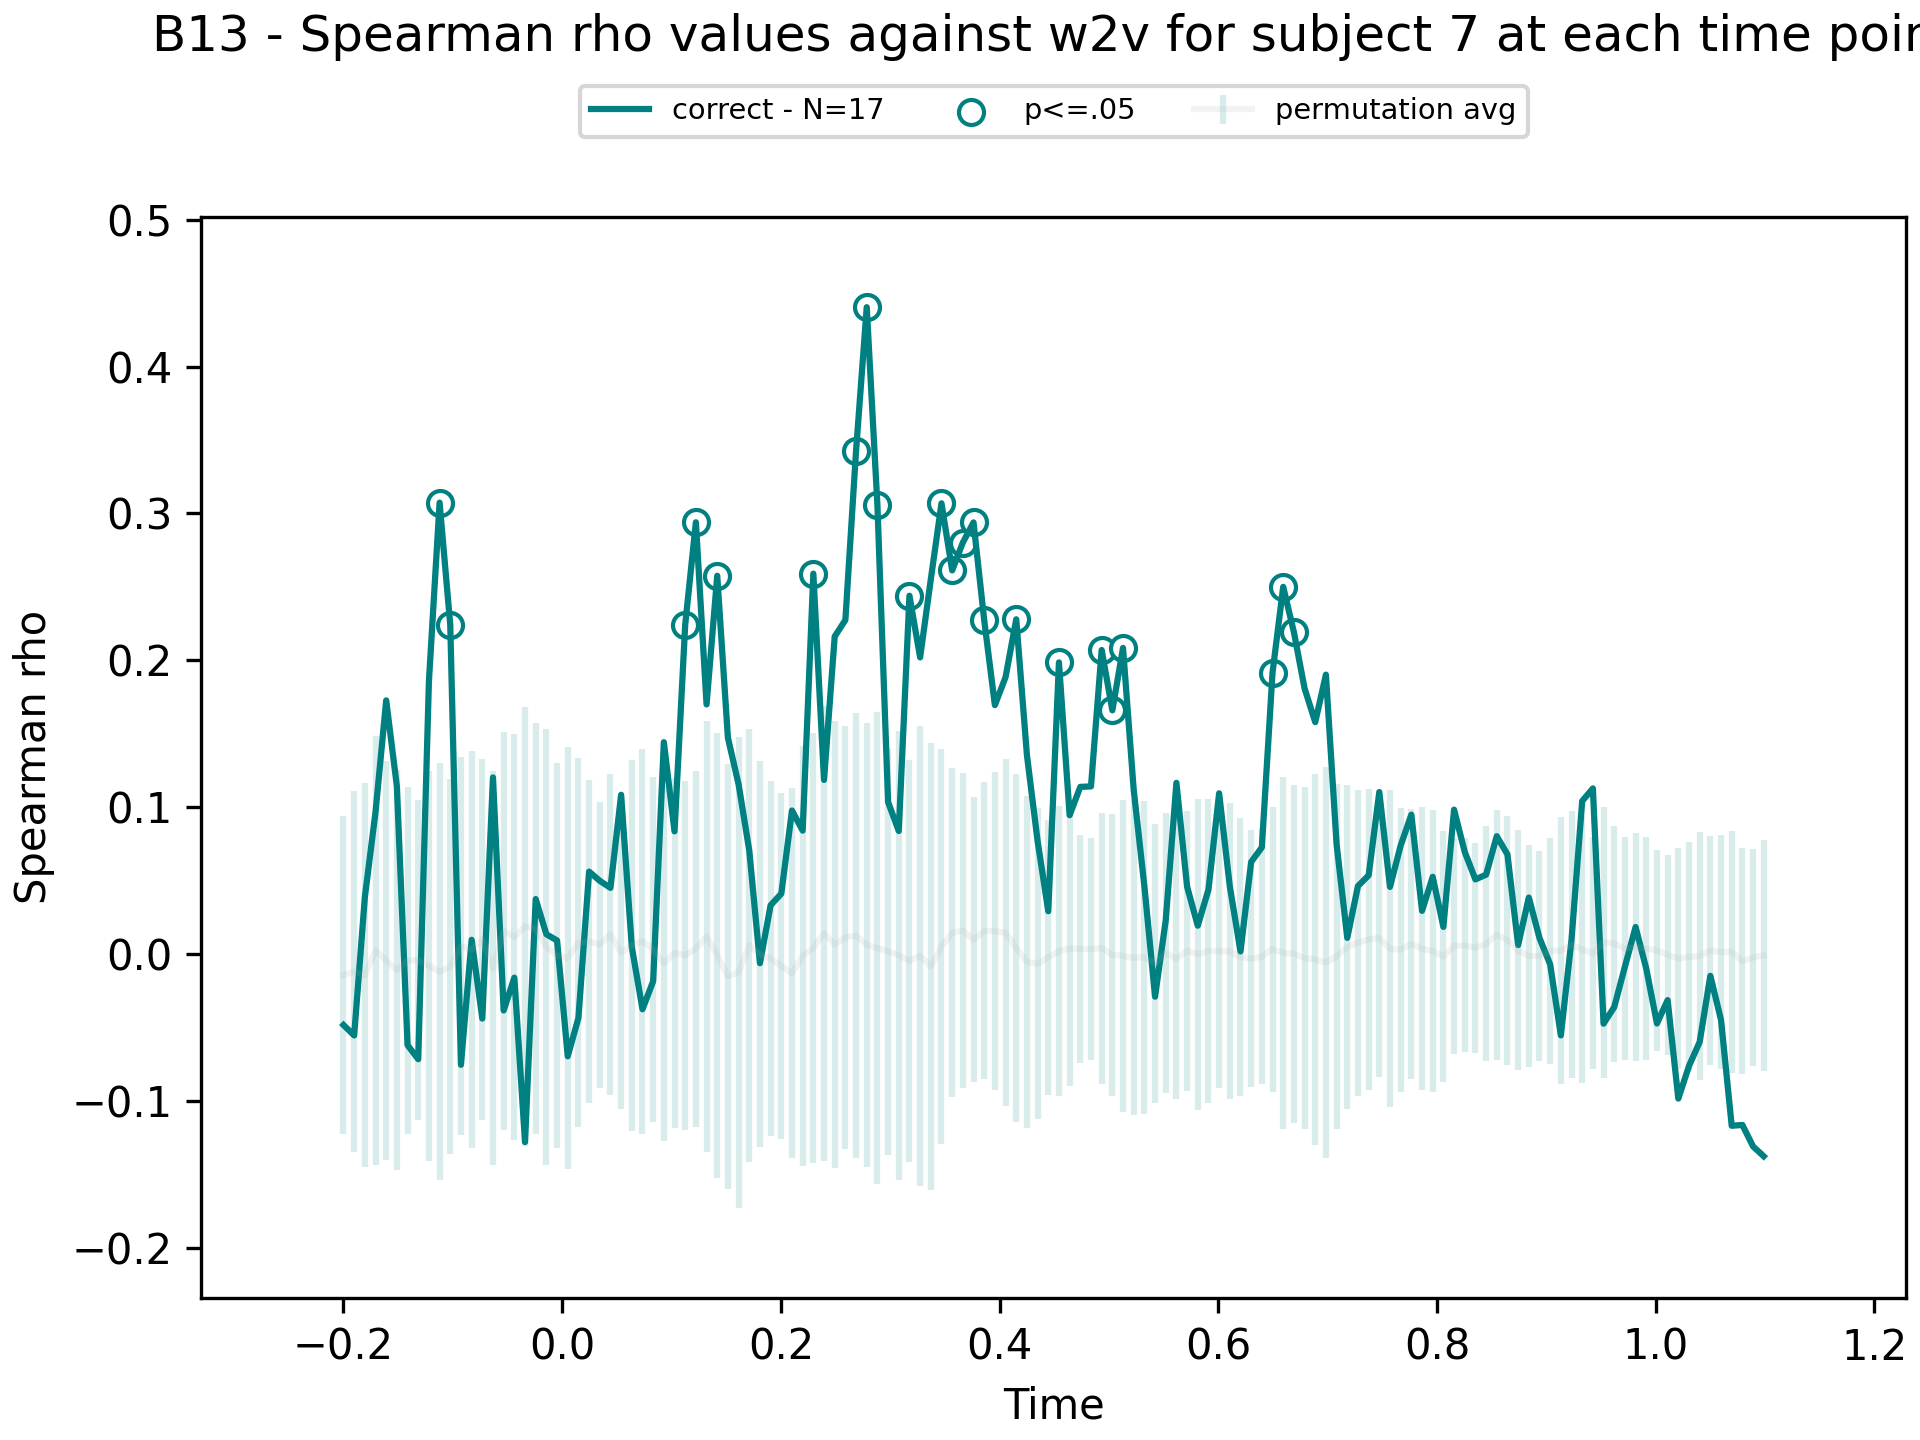 B13 - Spearman rho values against w2v for subject 7 at each time poin
correct - N=17 p<=.05 permutation avg
0.5
0.4
0.3
0.2
0.1
0.0
−0.1
−0.2
Spearman rho
−0.2 0.0 0.2 0.4 0.6 0.8 1.0 1.2
Time